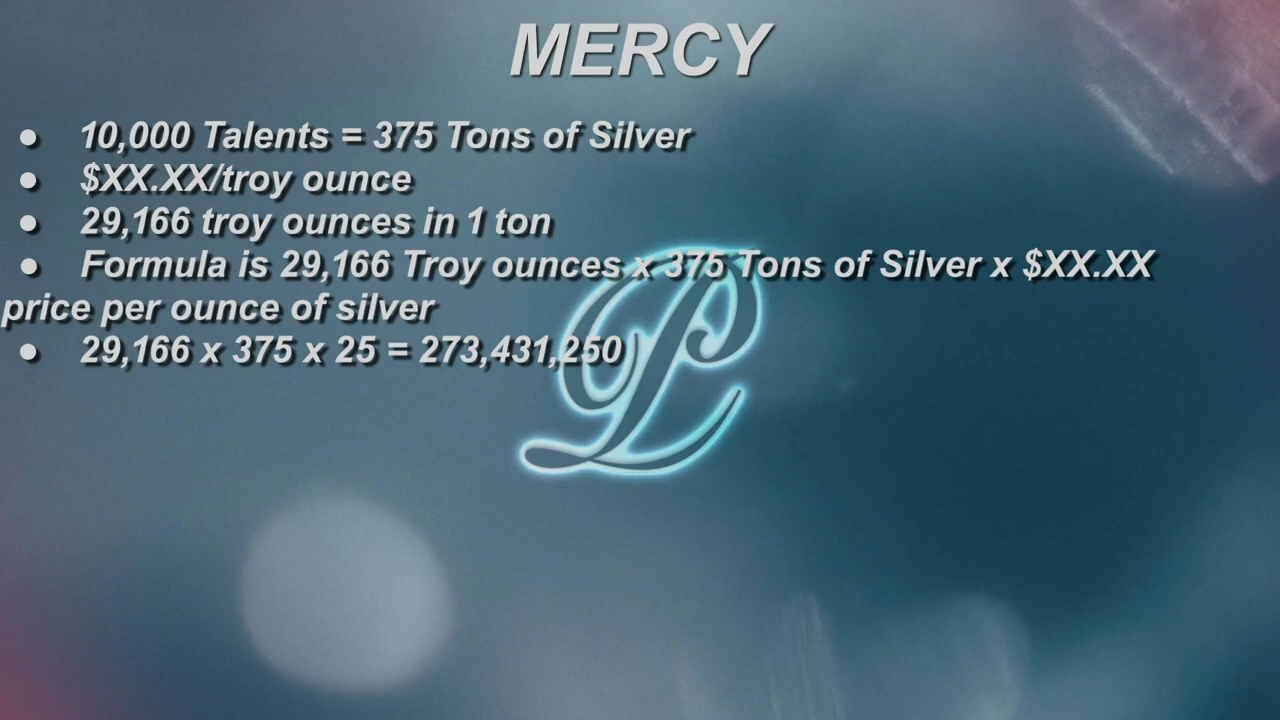 MERCY
● 10,000 Talents = 375 Tons of Silver
● $XX.XX/troy ounce
● 29,166 troy ounces in 1 ton
● Formula is 29,166 Troy ounces x 375 Tons of Silver x $XX.XX
price per ounce of silver
● 29,166 x 375 x 25 = 273,431,250